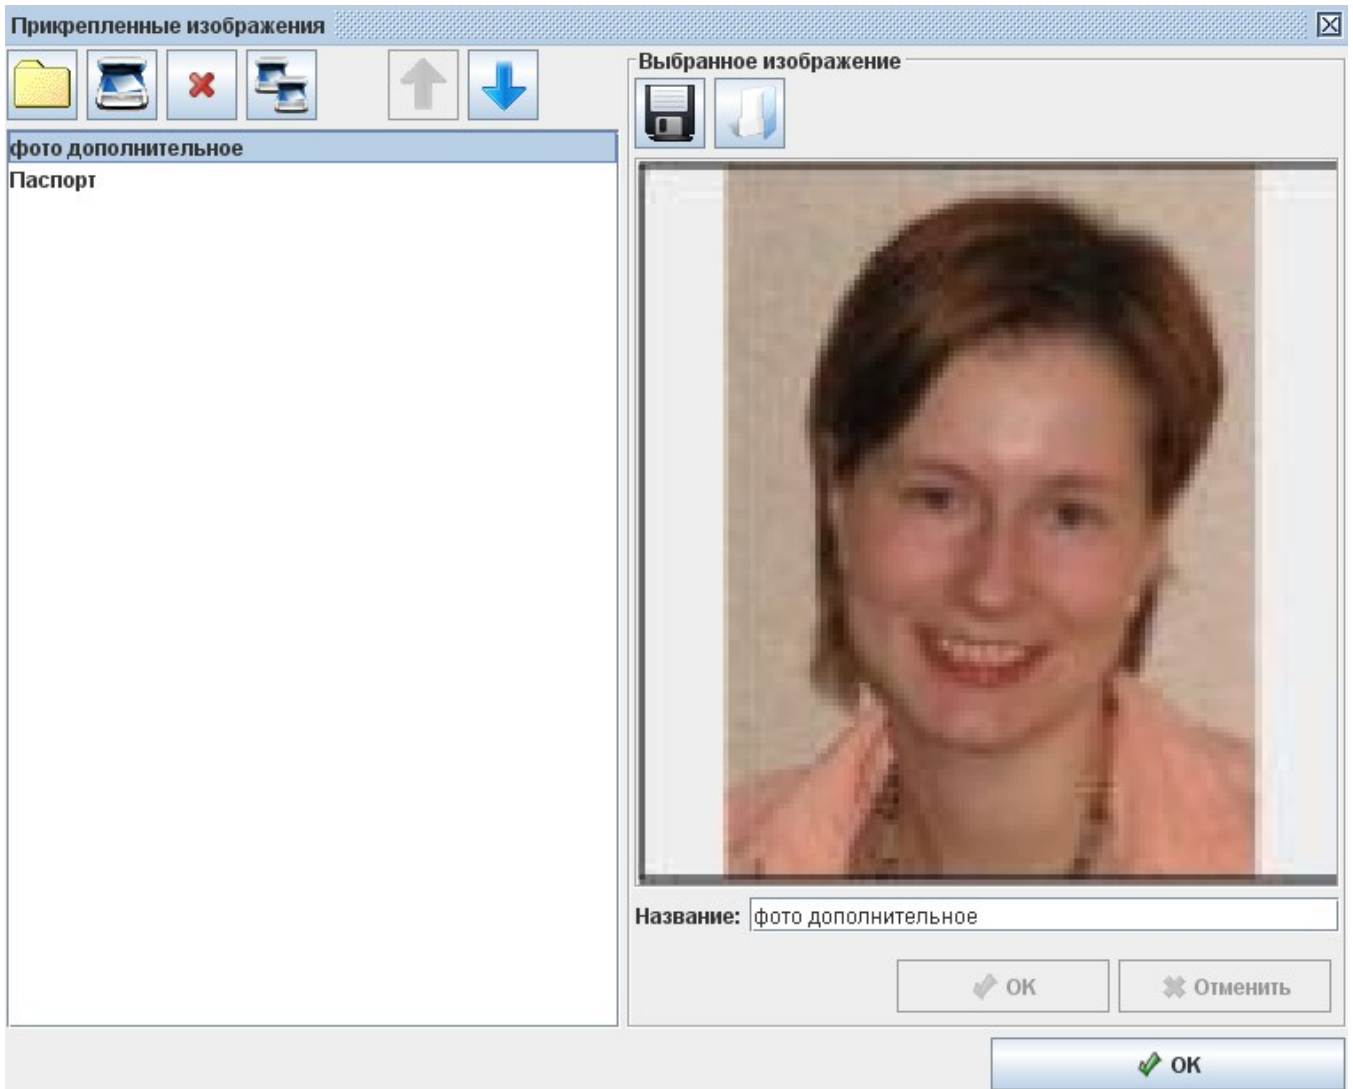 Прикрепленные изображения
Выбранное изображение
фото дополнительное
Паспорт
Название: фото дополнительное
OK
Отменить
OK